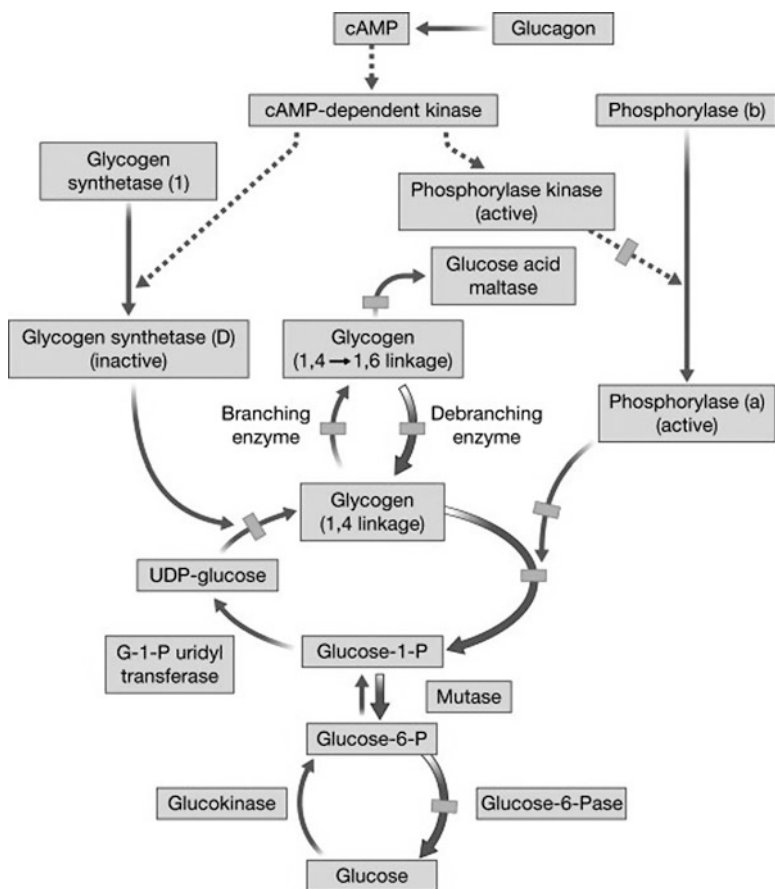 cAMP
Glucagon
cAMP-dependent kinase
Phosphorylase (b)
Glycogen
synthetase (1)
Phosphorylase kinase
(active)
Glucose acid
maltase
Glycogen synthetase (D)
(inactive)
Glycogen
(1,4 → 1,6 linkage)
Branching
enzyme
Debranching
enzyme
Phosphorylase (a)
(active)
Glycogen
(1,4 linkage)
UDP-glucose
G-1-P uridyl
transferase
Glucose-1-P
Mutase
Glucose-6-P
Glucokinase
Glucose-6-Pase
Glucose